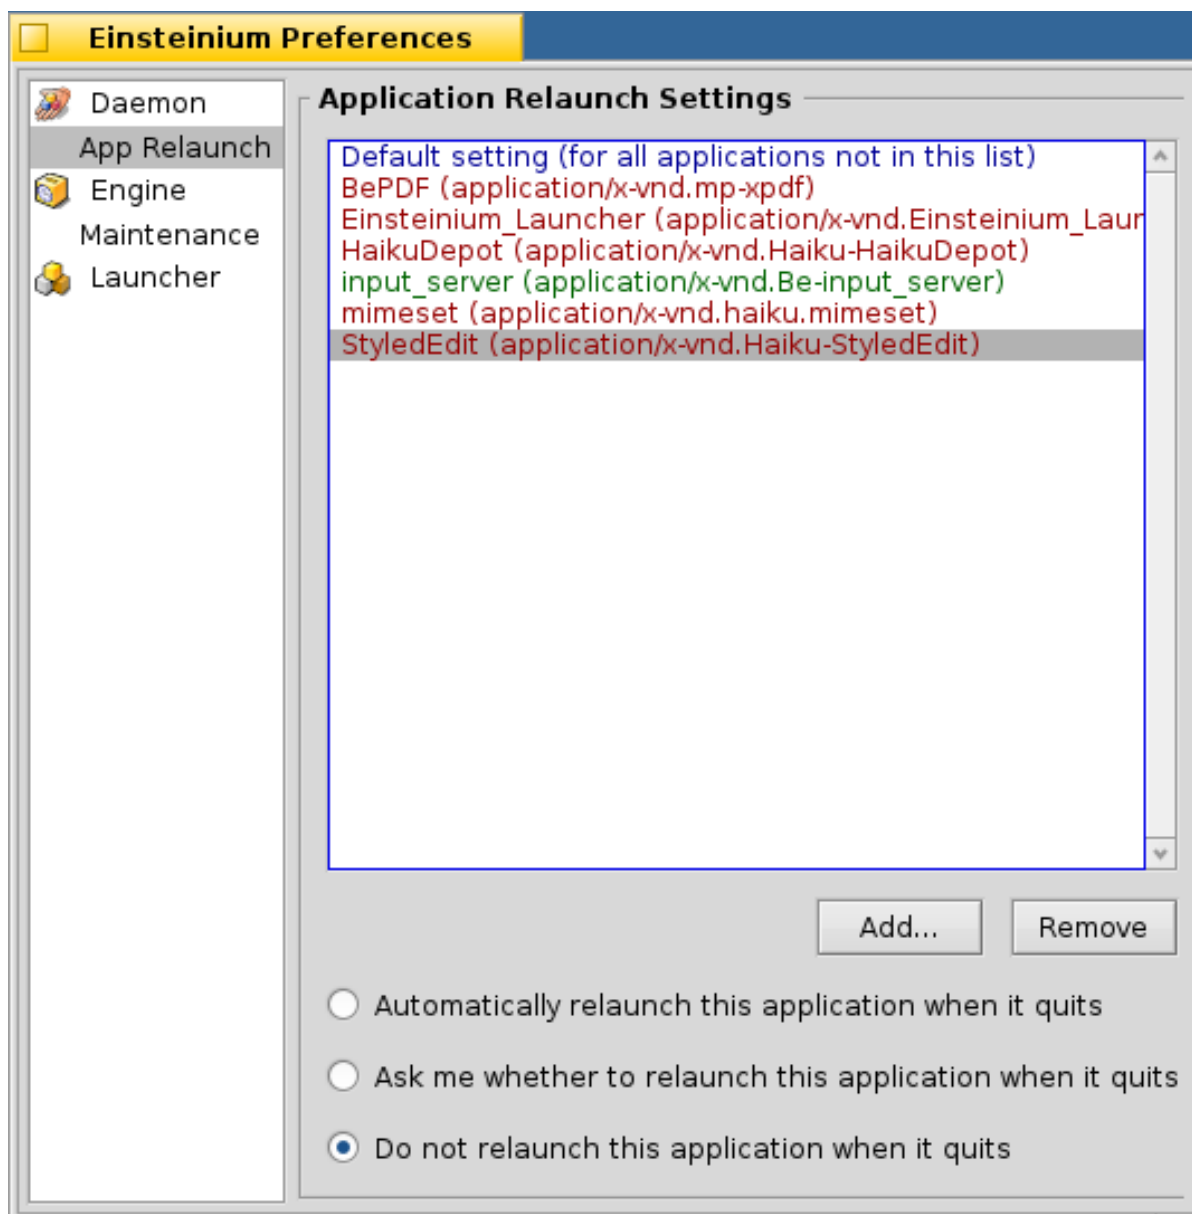 Einsteinium Preferences
Daemon
App Relaunch
Engine
Maintenance
Launcher
Application Relaunch Settings
Default setting (for all applications not in this list)
BePDF (application/x-vnd.mp-xpdf)
Einsteinium_Launcher (application/x-vnd.Einsteinium_Laur
HaikuDepot (application/x-vnd.Haiku-HaikuDepot)
input_server (application/x-vnd.Be-input_server)
mimeset (application/x-vnd.haiku.mimeset)
StyledEdit (application/x-vnd.Haiku-StyledEdit)
Add...
Remove
Automatically relaunch this application when it quits
Ask me whether to relaunch this application when it quits
Do not relaunch this application when it quits